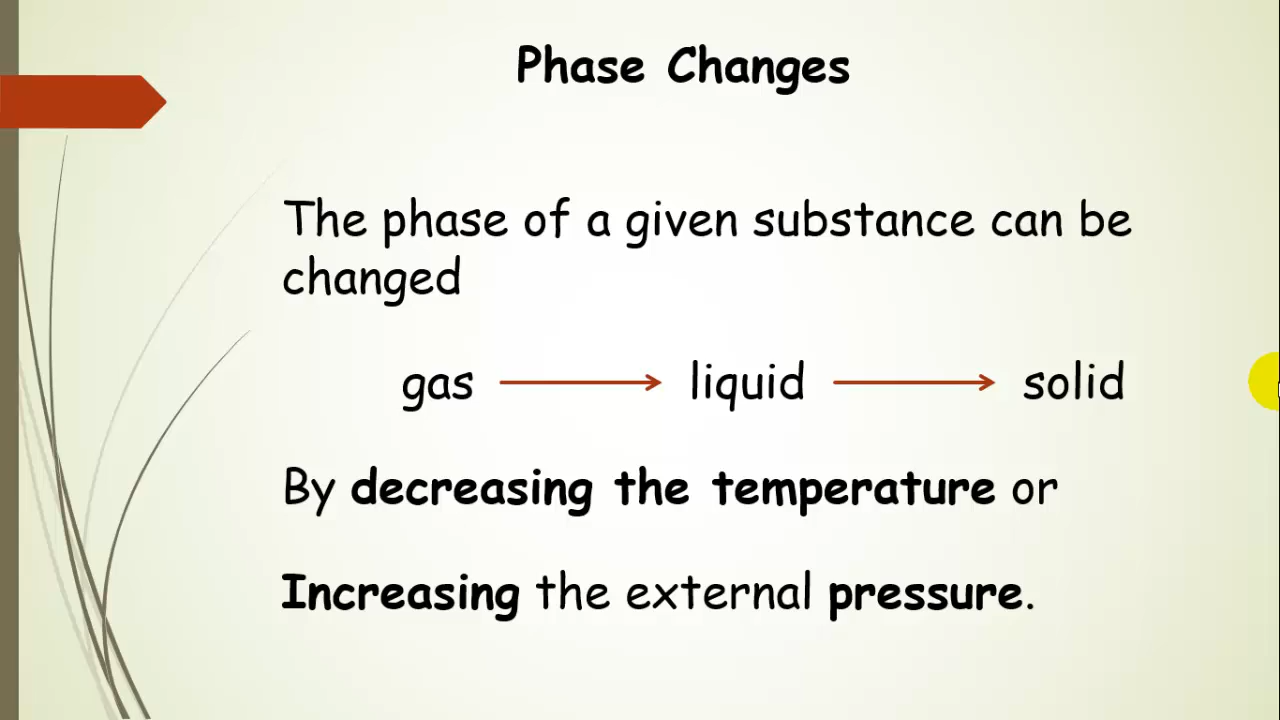 Phase Changes
The phase of a given substance can be
changed
gas liquid solid
By decreasing the temperature or
Increasing the external pressure.